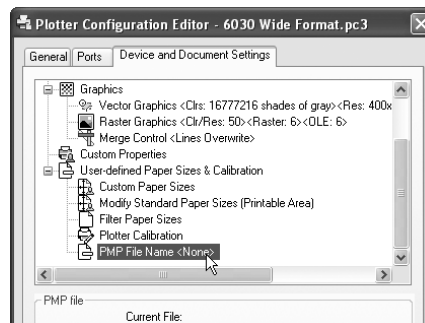 Plotter Configuration Editor - 6030 Wide Format.pc3
General Ports Device and Document Settings
Graphics
Vector Graphics <Clrs: 16777216 shades of gray><Res: 400x
Raster Graphics <Clr/Res: 50><Raster: 6><OLE: 6>
Merge Control <Lines Overwrite>
Custom Properties
User-defined Paper Sizes & Calibration
Custom Paper Sizes
Modify Standard Paper Sizes (Printable Area)
Filter Paper Sizes
Plotter Calibration
PMP File Name <None>
PMP file
Current File: